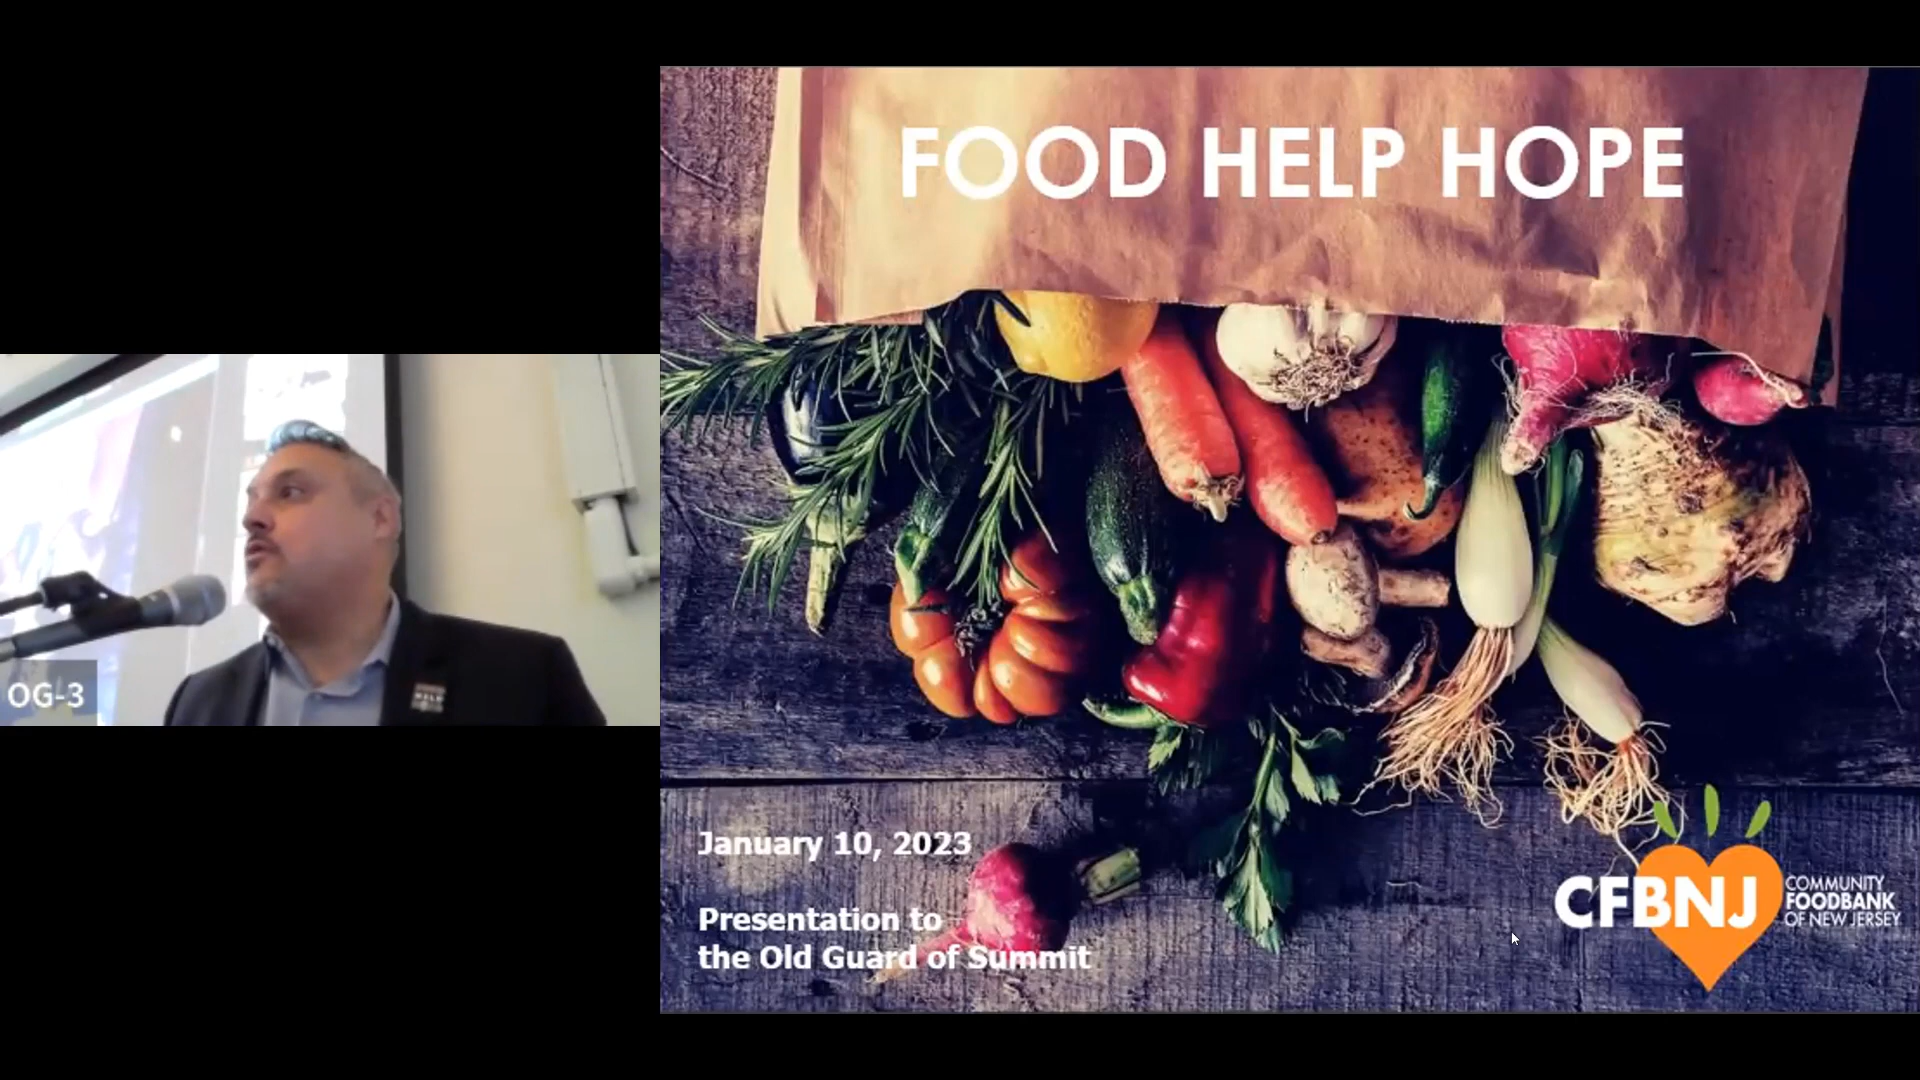 FOOD HELP HOPE
OG-3
HELP
January 10, 2023
Presentation to
the Old Guard of Summit
CFBNJ
COMMUNITY
FOODBANK
OF NEW JERSEY